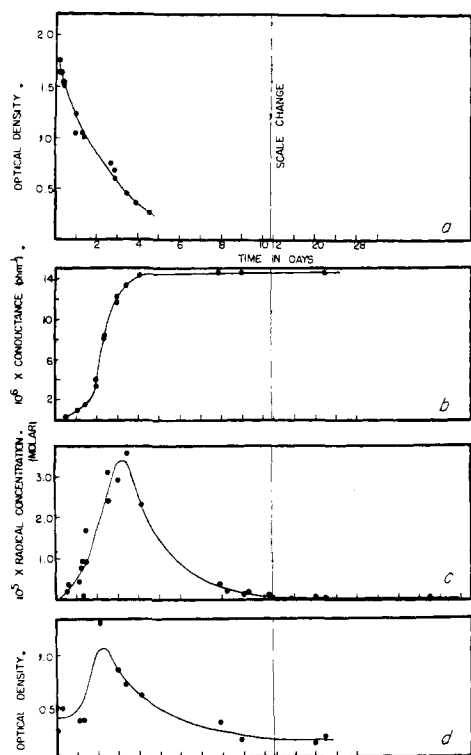 2.0
1.5
1.0
0.5
OPTICAL DENSITY.
SCALE CHANGE
a
2 4 6 8 10 12 20 28
TIME IN DAYS
14
10
6
2
10⁶ X CONDUCTANCE (ohm⁻¹).
b
3.0
2.0
1.0
10⁵ X RADICAL CONCENTRATION.
(MOLAR)
c
1.0
0.5
OPTICAL DENSITY.
d